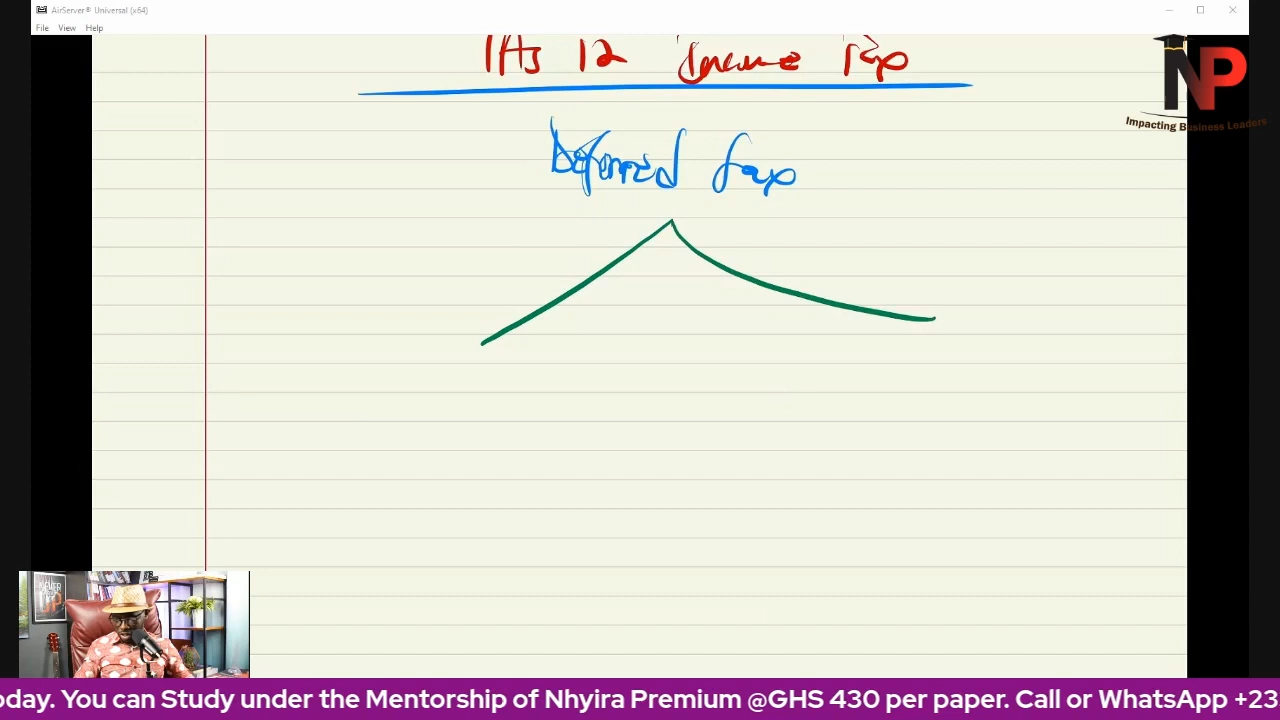 AirServer® Universal (x64)
File View Help
IAS 12 Income Tax
NP
Impacting Business Leaders
Deferred tax
NEVER
oday. You can Study under the Mentorship of Nhyira Premium @GHS 430 per paper. Call or WhatsApp +23